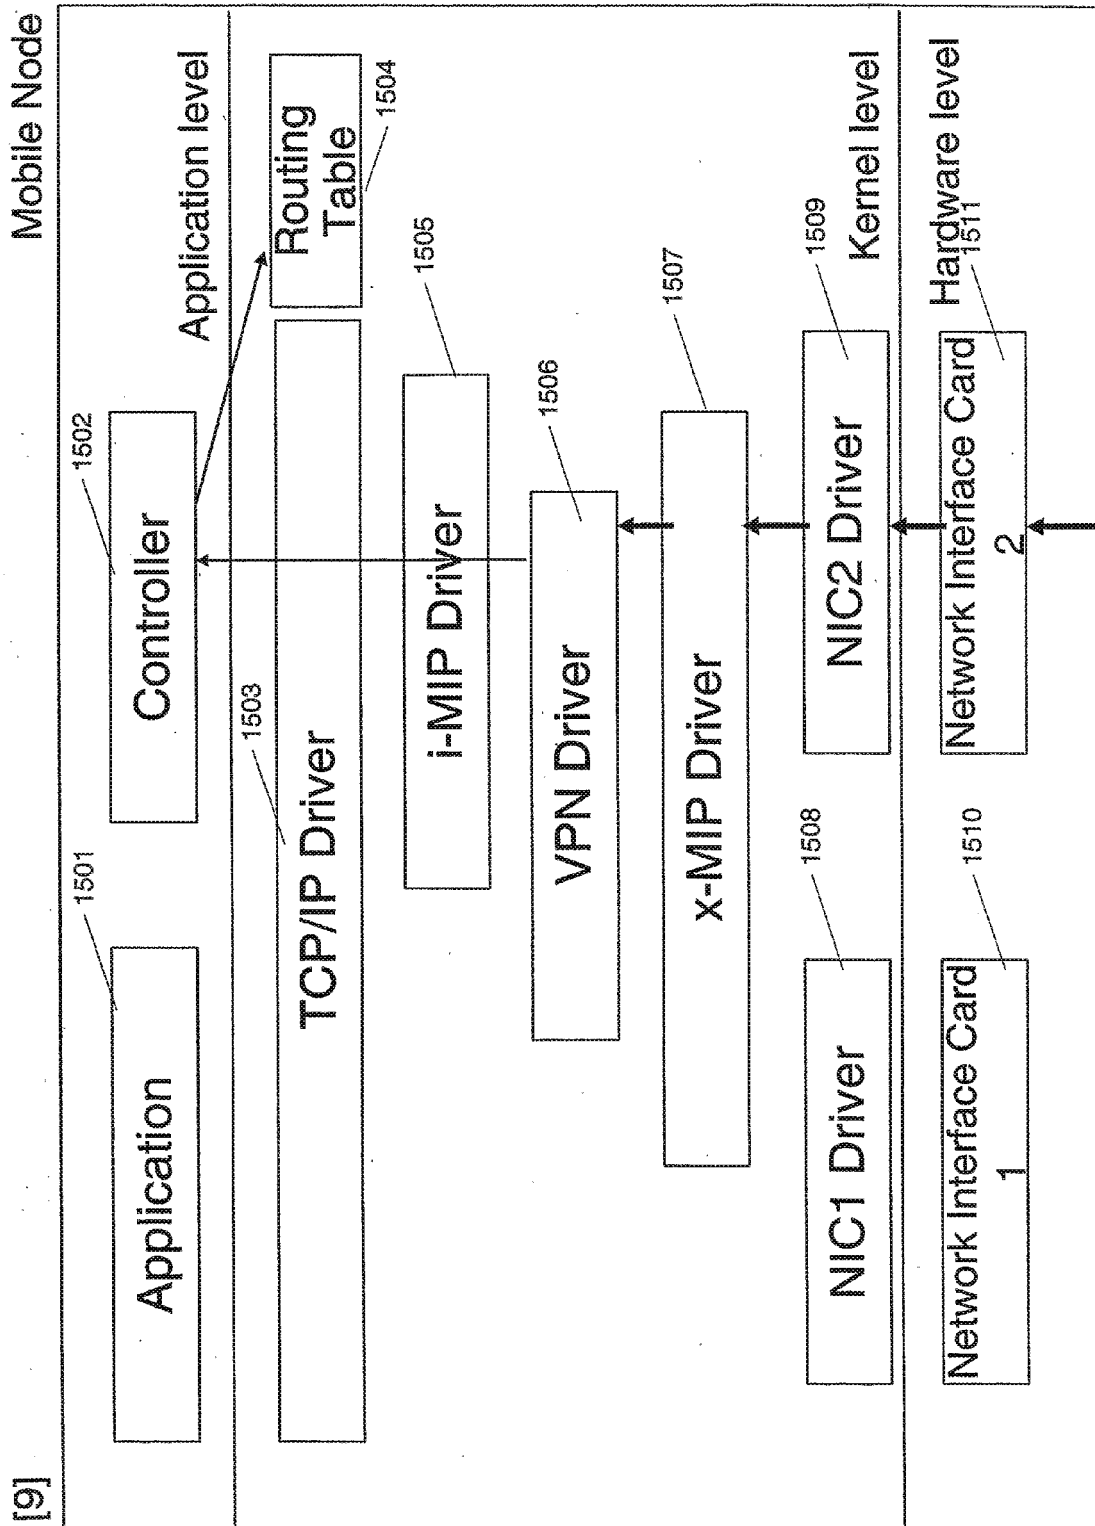 [9]
Mobile Node
Application level
1501
Application
1502
Controller
1503
TCP/IP Driver
Routing
Table
1504
i-MIP Driver
1505
VPN Driver
1506
x-MIP Driver
1507
1508
NIC1 Driver
NIC2 Driver
1509
Kernel level
Hardware level
Network Interface Card
1
1510
Network Interface Card
2
1511